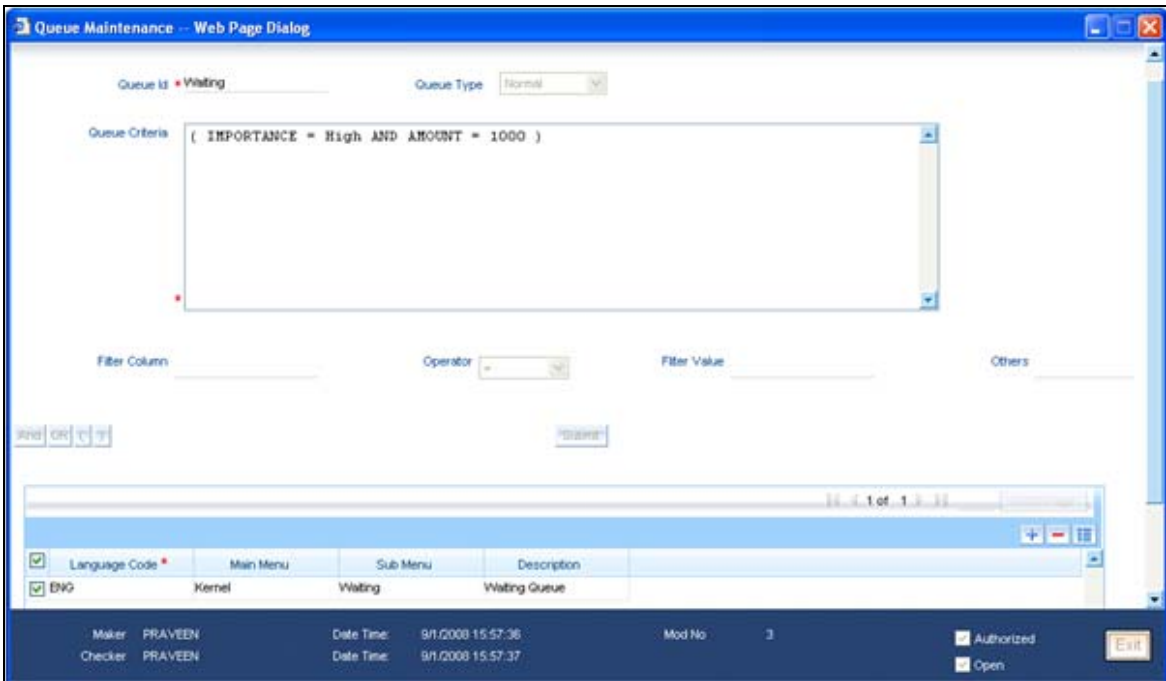 Queue Maintenance -- Web Page Dialog
Queue Id * Waiting Queue Type Normal
Queue Criteria ( IMPORTANCE = High AND AMOUNT = 1000 )
*
Filter Column Operator = Filter Value Others
And OR '(' ')' "Submit"
1 of 1
Language Code * Main Menu Sub Menu Description
ENG Kernel Waiting Waiting Queue
Maker PRAVEEN Date Time: 9/1/2008 15:57:36 Mod No 3 Authorized
Checker PRAVEEN Date Time: 9/1/2008 15:57:37 Open
Exit